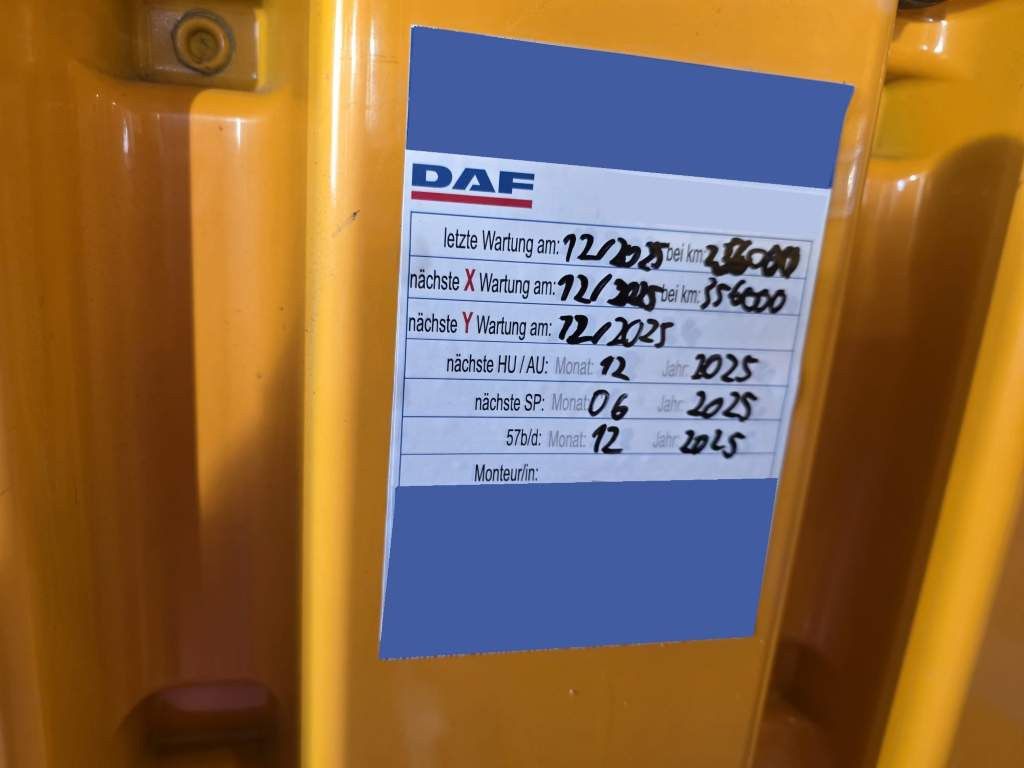 DAF
letzte Wartung am: 12/2025 bei km: 256000
nächste X Wartung am: 12/2025 bei km: 356000
nächste Y Wartung am: 12/2025
nächste HU / AU: Monat: 12 Jahr: 2025
nächste SP: Monat: 06 Jahr: 2025
57b/d: Monat: 12 Jahr: 2025
Monteur/in: